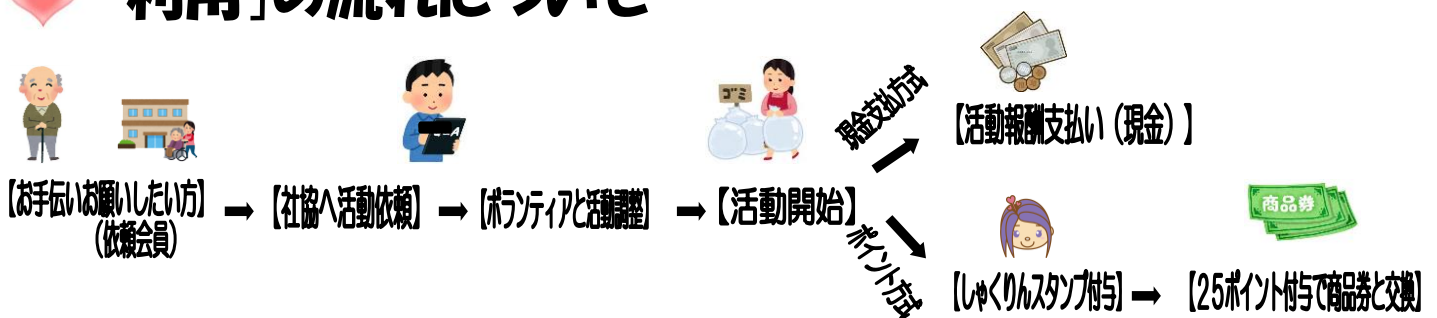 利用」の流れについて
ゴミ
現金支払方式
【活動報酬支払い（現金）】
【お手伝いお願いしたい方】
（依頼会員）
➡
【社協へ活動依頼】
➡
【ボランティアと活動調整】
➡
【活動開始】
ポイント方式
商品券
【しゃくりんスタンプ付与】
➡
【25ポイント付与で商品券と交換】